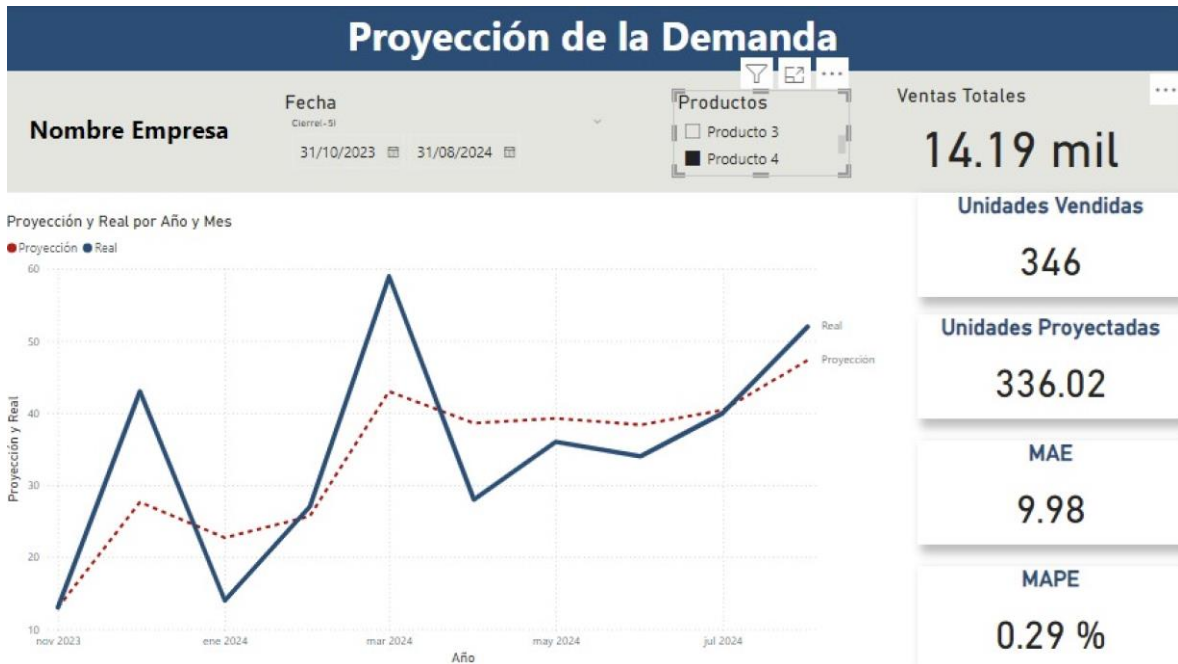 Proyección de la Demanda
Nombre Empresa
Fecha
Cierre(-5)
31/10/2023 31/08/2024
Productos
Producto 3
Producto 4
Ventas Totales
14.19 mil
Unidades Vendidas
346
Unidades Proyectadas
336.02
MAE
9.98
MAPE
0.29 %
Proyección y Real por Año y Mes
Proyección Real
Proyección y Real
60
50
40
30
20
10
Real
Proyección
nov 2023 ene 2024 mar 2024 may 2024 jul 2024
Año